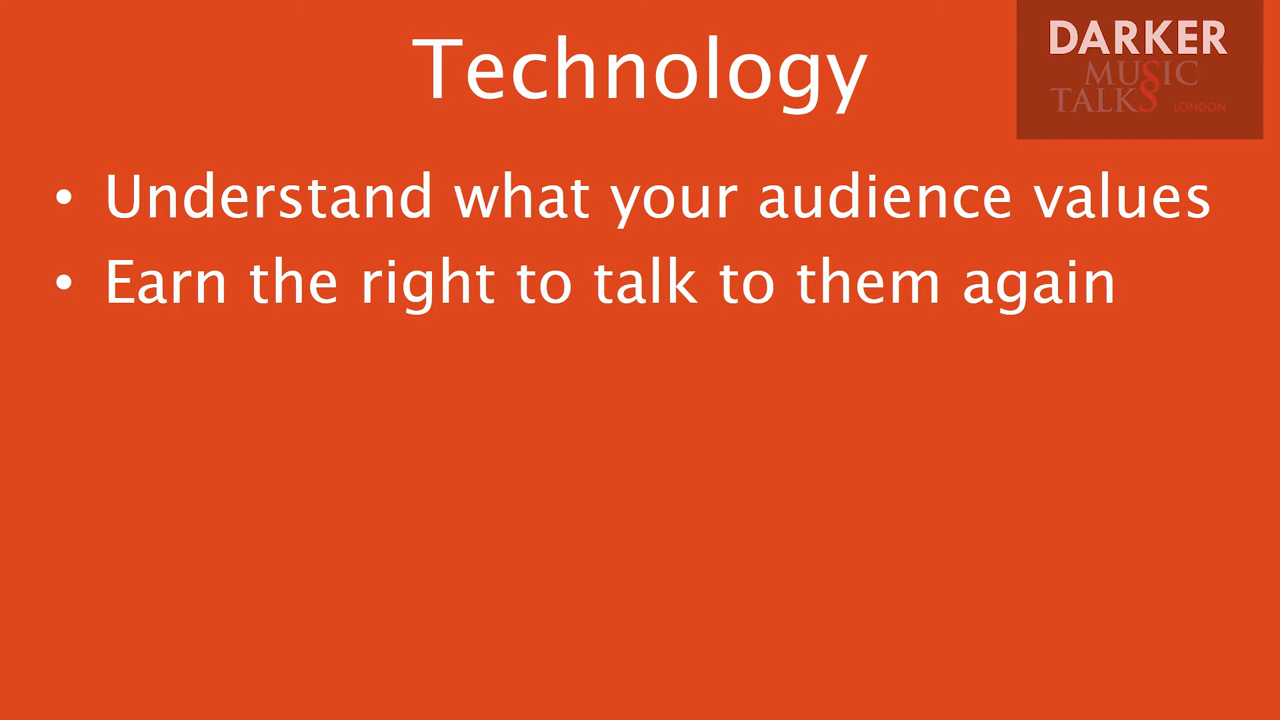 Technology
DARKER
MUSIC
TALKS LONDON
• Understand what your audience values
• Earn the right to talk to them again